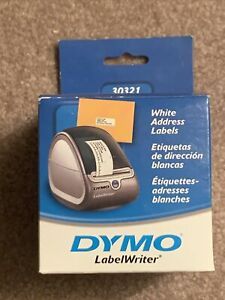 30321
White
Address
Labels
Etiquetas
de dirección
blancas
Étiquettes-
adresses
blanches
DYMO
LabelWriter®